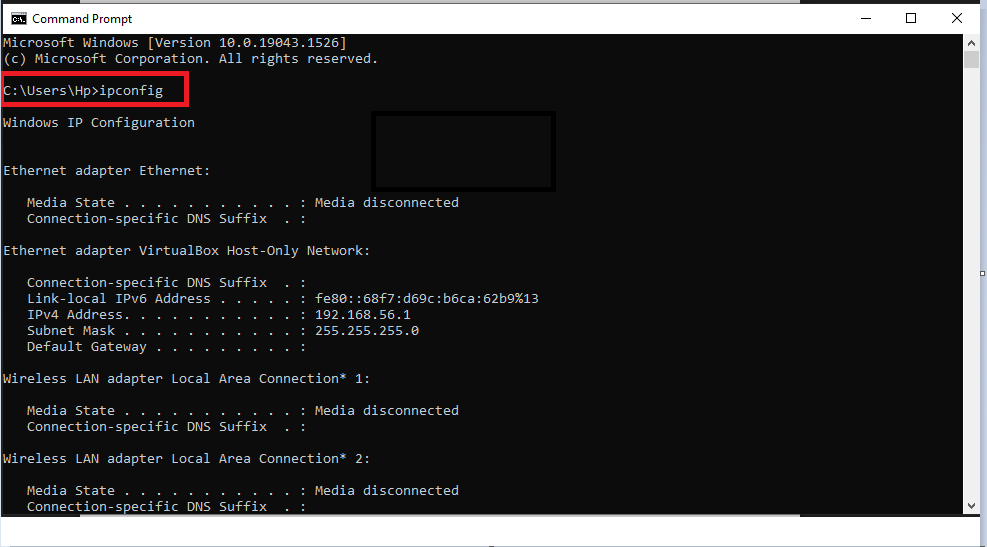 Command Prompt
Microsoft Windows [Version 10.0.19043.1526]
(c) Microsoft Corporation. All rights reserved.
C:\Users\Hp>ipconfig
Windows IP Configuration
Ethernet adapter Ethernet:
Media State . . . . . . . . . . . : Media disconnected
Connection-specific DNS Suffix  . :
Ethernet adapter VirtualBox Host-Only Network:
Connection-specific DNS Suffix  . :
Link-local IPv6 Address . . . . . : fe80::68f7:d69c:b6ca:62b9%13
IPv4 Address. . . . . . . . . . . : 192.168.56.1
Subnet Mask . . . . . . . . . . . : 255.255.255.0
Default Gateway . . . . . . . . . :
Wireless LAN adapter Local Area Connection* 1:
Media State . . . . . . . . . . . : Media disconnected
Connection-specific DNS Suffix  . :
Wireless LAN adapter Local Area Connection* 2:
Media State . . . . . . . . . . . : Media disconnected
Connection-specific DNS Suffix  . :